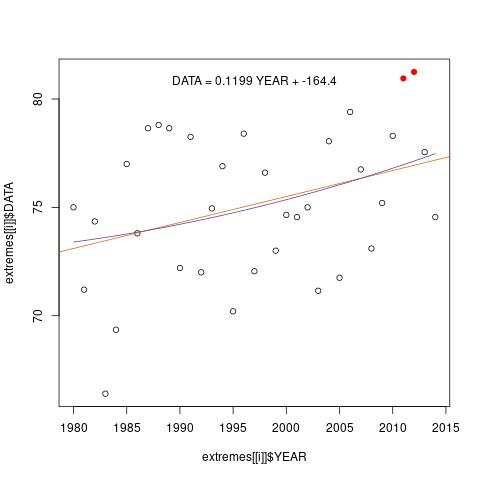 DATA = 0.1199 YEAR + -164.4
80
75
70
extremes[[i]]$DATA
1980 1985 1990 1995 2000 2005 2010 2015
extremes[[i]]$YEAR